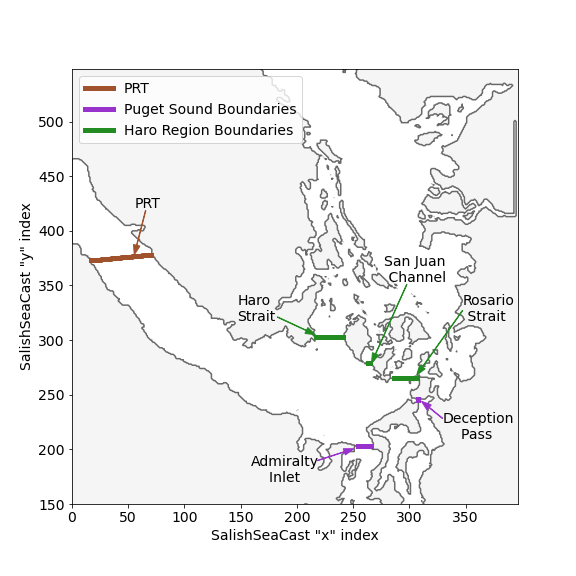 PRT
Puget Sound Boundaries
Haro Region Boundaries
500
450
400
350
300
250
200
150
SalishSeaCast "y" index
PRT
San Juan
Channel
Haro
Strait
Rosario
Strait
Deception
Pass
Admiralty
Inlet
0
50
100
150
200
250
300
350
SalishSeaCast "x" index